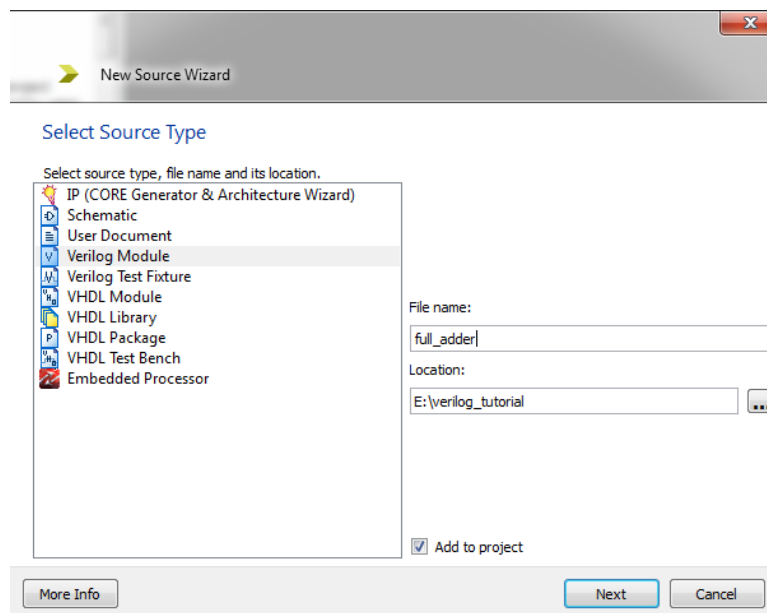 New Source Wizard
Select Source Type
Select source type, file name and its location.
IP (CORE Generator & Architecture Wizard)
Schematic
User Document
Verilog Module
Verilog Test Fixture
VHDL Module
VHDL Library
VHDL Package
VHDL Test Bench
Embedded Processor
File name:
full_adder
Location:
E:\verilog_tutorial
...
Add to project
More Info
Next
Cancel